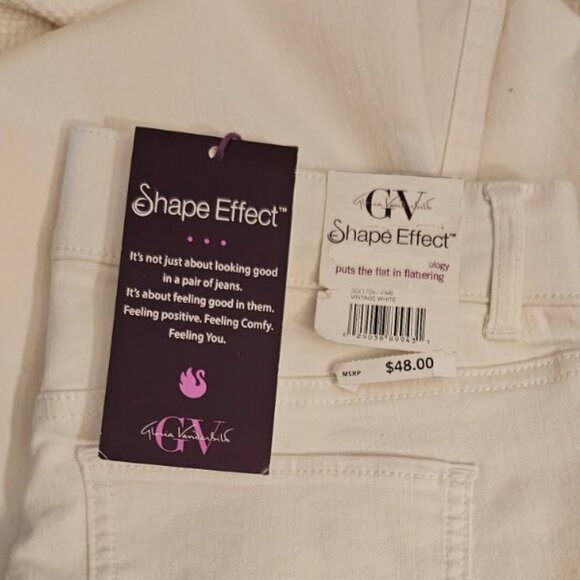 Shape Effect™
It's not just about looking good
in a pair of jeans.
It's about feeling good in them.
Feeling positive. Feeling Comfy.
Feeling You.
GV
Gloria Vanderbilt
GV
Gloria Vanderbilt
Shape Effect™
ology
puts the flat in flattering
VINTAGE WHITE
MSRP $48.00